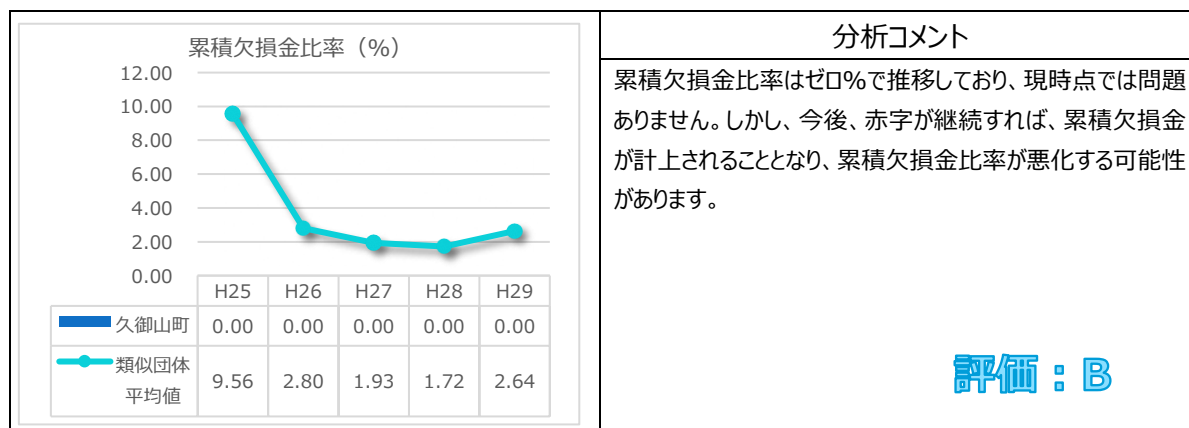 累積欠損金比率（%）
12.00
10.00
8.00
6.00
4.00
2.00
0.00
H25 H26 H27 H28 H29
久御山町 0.00 0.00 0.00 0.00 0.00
類似団体
平均値 9.56 2.80 1.93 1.72 2.64
分析コメント
累積欠損金比率はゼロ%で推移しており、現時点では問題
ありません。しかし、今後、赤字が継続すれば、累積欠損金
が計上されることとなり、累積欠損金比率が悪化する可能性
があります。
評価：B